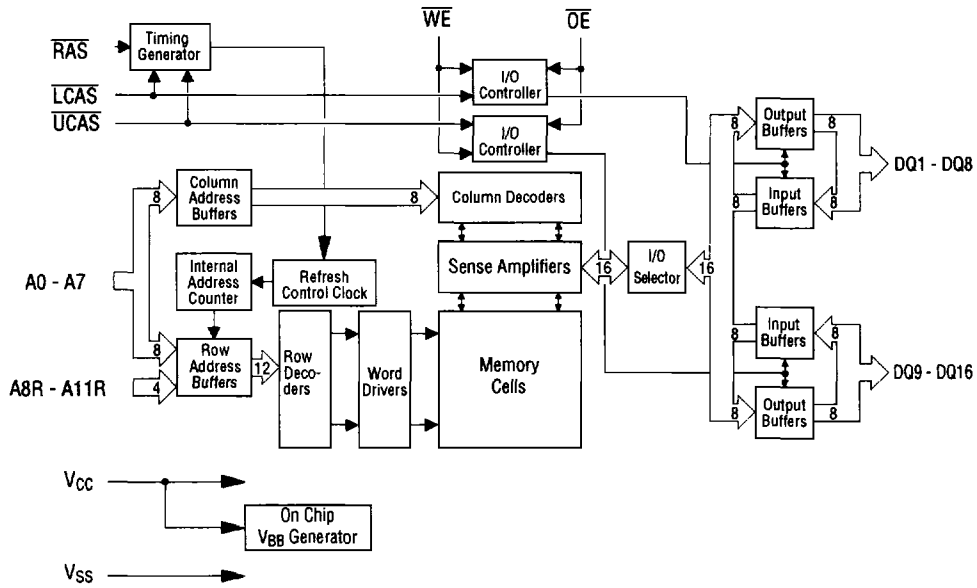 WE
OE
RAS
Timing
Generator
LCAS
I/O
Controller
UCAS
I/O
Controller
8
Output
Buffers
8
DQ1 - DQ8
8
Input
Buffers
8
8
Column
Address
Buffers
8
Column Decoders
A0 - A7
Internal
Address
Counter
Refresh
Control Clock
Sense Amplifiers
16
I/O
Selector
16
8
Row
Address
Buffers
12
Row
Deco-
ders
Word
Drivers
Memory
Cells
A8R - A11R
4
8
Input
Buffers
8
DQ9 - DQ16
8
Output
Buffers
8
VCC
On Chip
VBB Generator
VSS